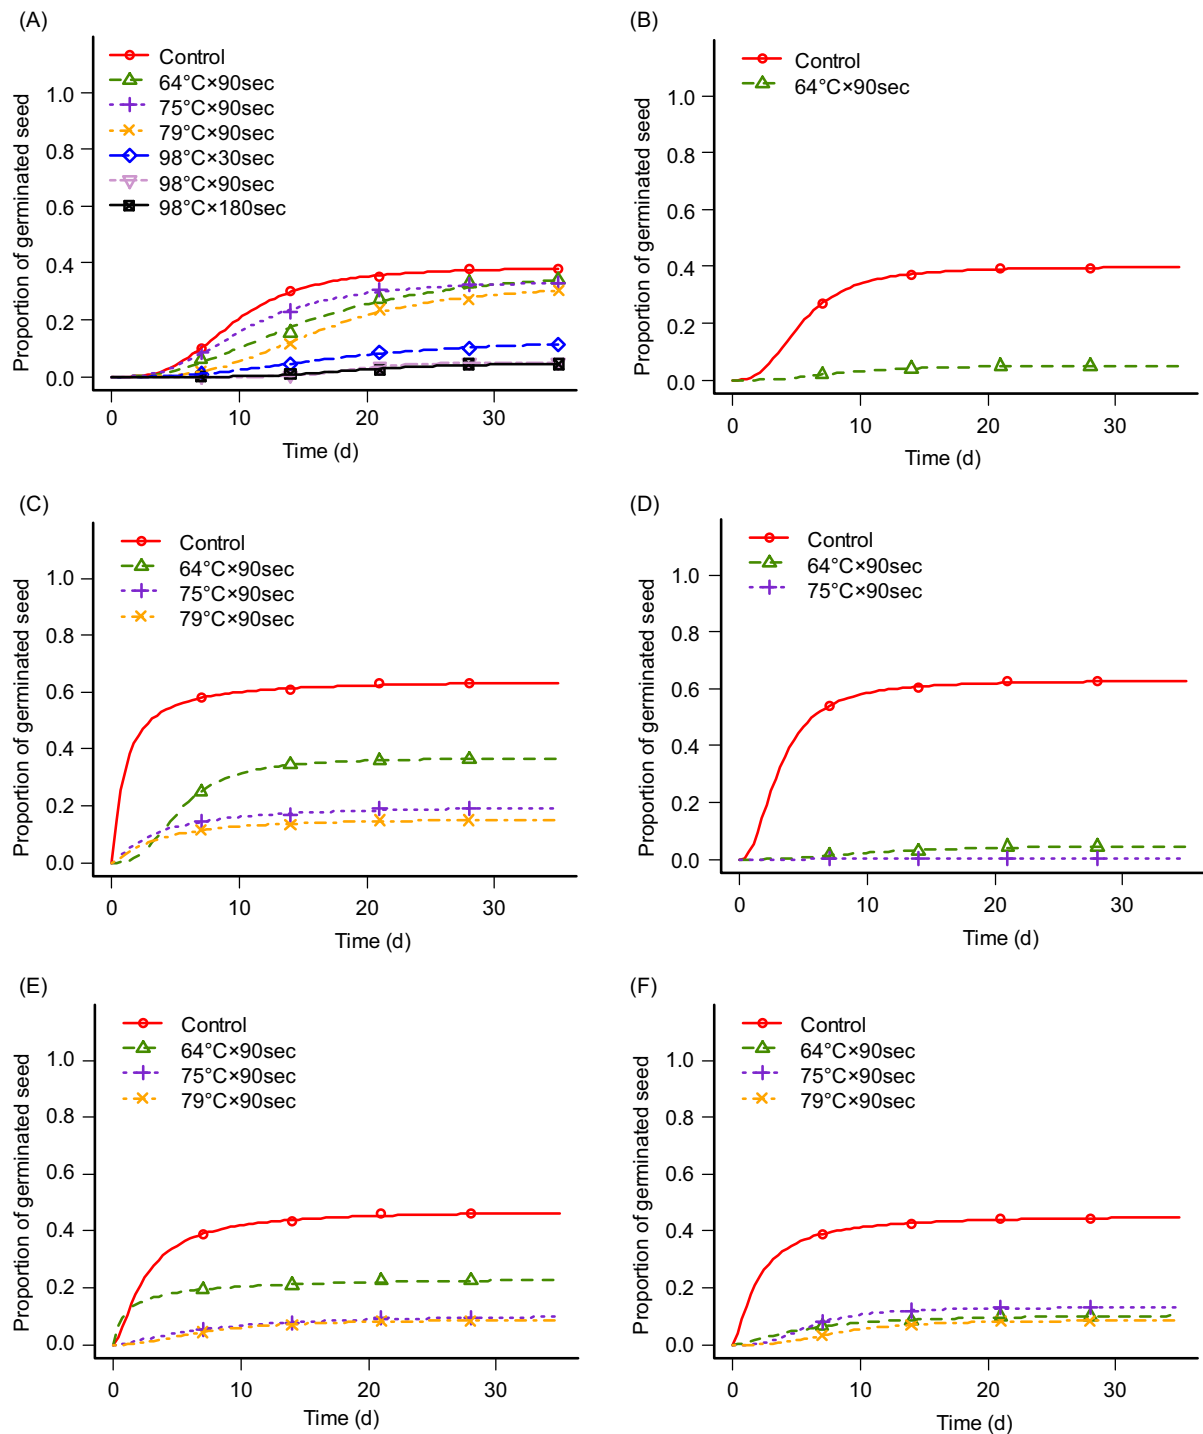 (A)
Control
64°C×90sec
75°C×90sec
79°C×90sec
98°C×30sec
98°C×90sec
98°C×180sec
Proportion of germinated seed
1.0
0.8
0.6
0.4
0.2
0.0
0 10 20 30
Time (d)
(B)
Control
64°C×90sec
Proportion of germinated seed
1.0
0.8
0.6
0.4
0.2
0.0
0 10 20 30
Time (d)
(C)
Control
64°C×90sec
75°C×90sec
79°C×90sec
Proportion of germinated seed
1.0
0.8
0.6
0.4
0.2
0.0
0 10 20 30
Time (d)
(D)
Control
64°C×90sec
75°C×90sec
Proportion of germinated seed
1.0
0.8
0.6
0.4
0.2
0.0
0 10 20 30
Time (d)
(E)
Control
64°C×90sec
75°C×90sec
79°C×90sec
Proportion of germinated seed
1.0
0.8
0.6
0.4
0.2
0.0
0 10 20 30
Time (d)
(F)
Control
64°C×90sec
75°C×90sec
79°C×90sec
Proportion of germinated seed
1.0
0.8
0.6
0.4
0.2
0.0
0 10 20 30
Time (d)